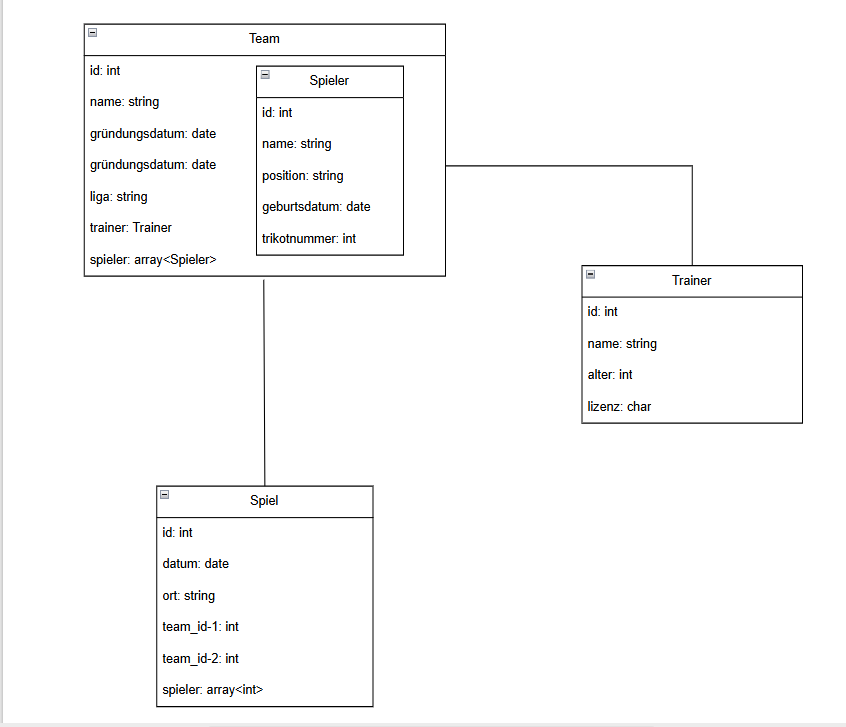 Team
id: int
name: string
gründungsdatum: date
gründungsdatum: date
liga: string
trainer: Trainer
spieler: array<Spieler>
Spieler
id: int
name: string
position: string
geburtsdatum: date
trikotnummer: int
Trainer
id: int
name: string
alter: int
lizenz: char
Spiel
id: int
datum: date
ort: string
team_id-1: int
team_id-2: int
spieler: array<int>